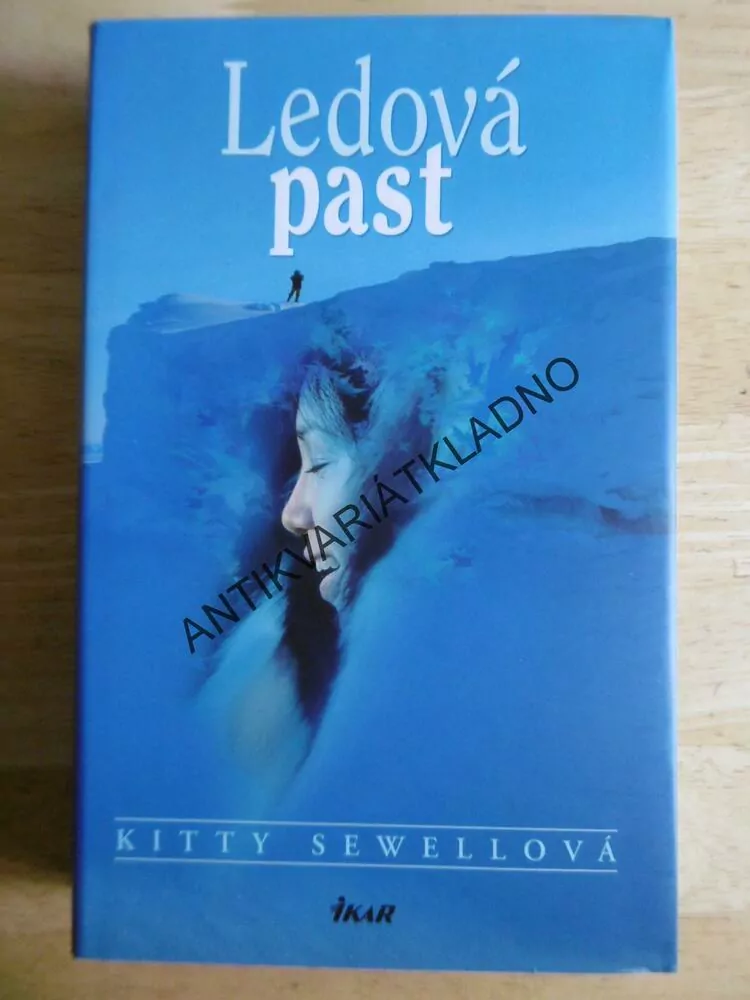 Ledová
past
ANTIKVARIÁTKLADNO
KITTY SEWELLOVÁ
IKAR